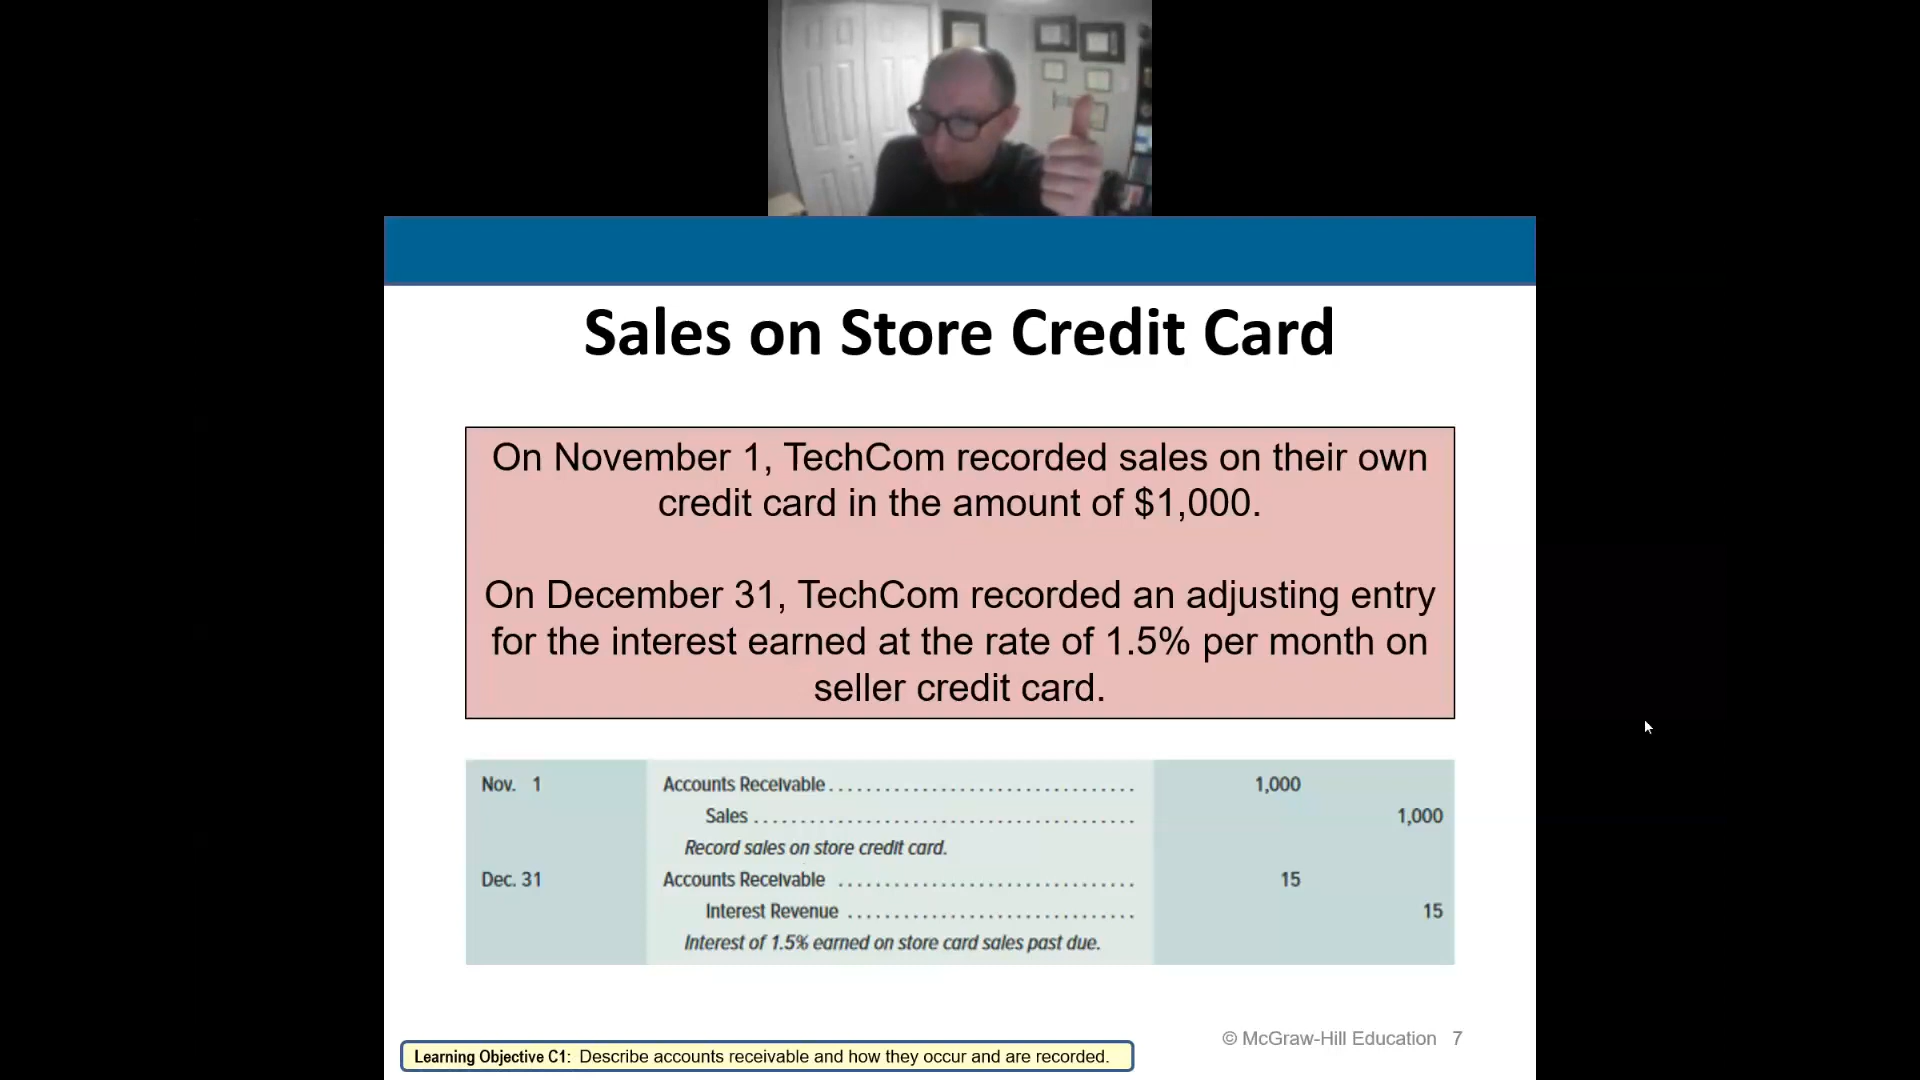 Sales on Store Credit Card
On November 1, TechCom recorded sales on their own
credit card in the amount of $1,000.
On December 31, TechCom recorded an adjusting entry
for the interest earned at the rate of 1.5% per month on
seller credit card.
Nov. 1 Accounts Receivable ................................ 1,000
Sales ........................................ 1,000
Record sales on store credit card.
Dec. 31 Accounts Receivable ............................... 15
Interest Revenue .............................. 15
Interest of 1.5% earned on store card sales past due.
© McGraw-Hill Education 7
Learning Objective C1: Describe accounts receivable and how they occur and are recorded.